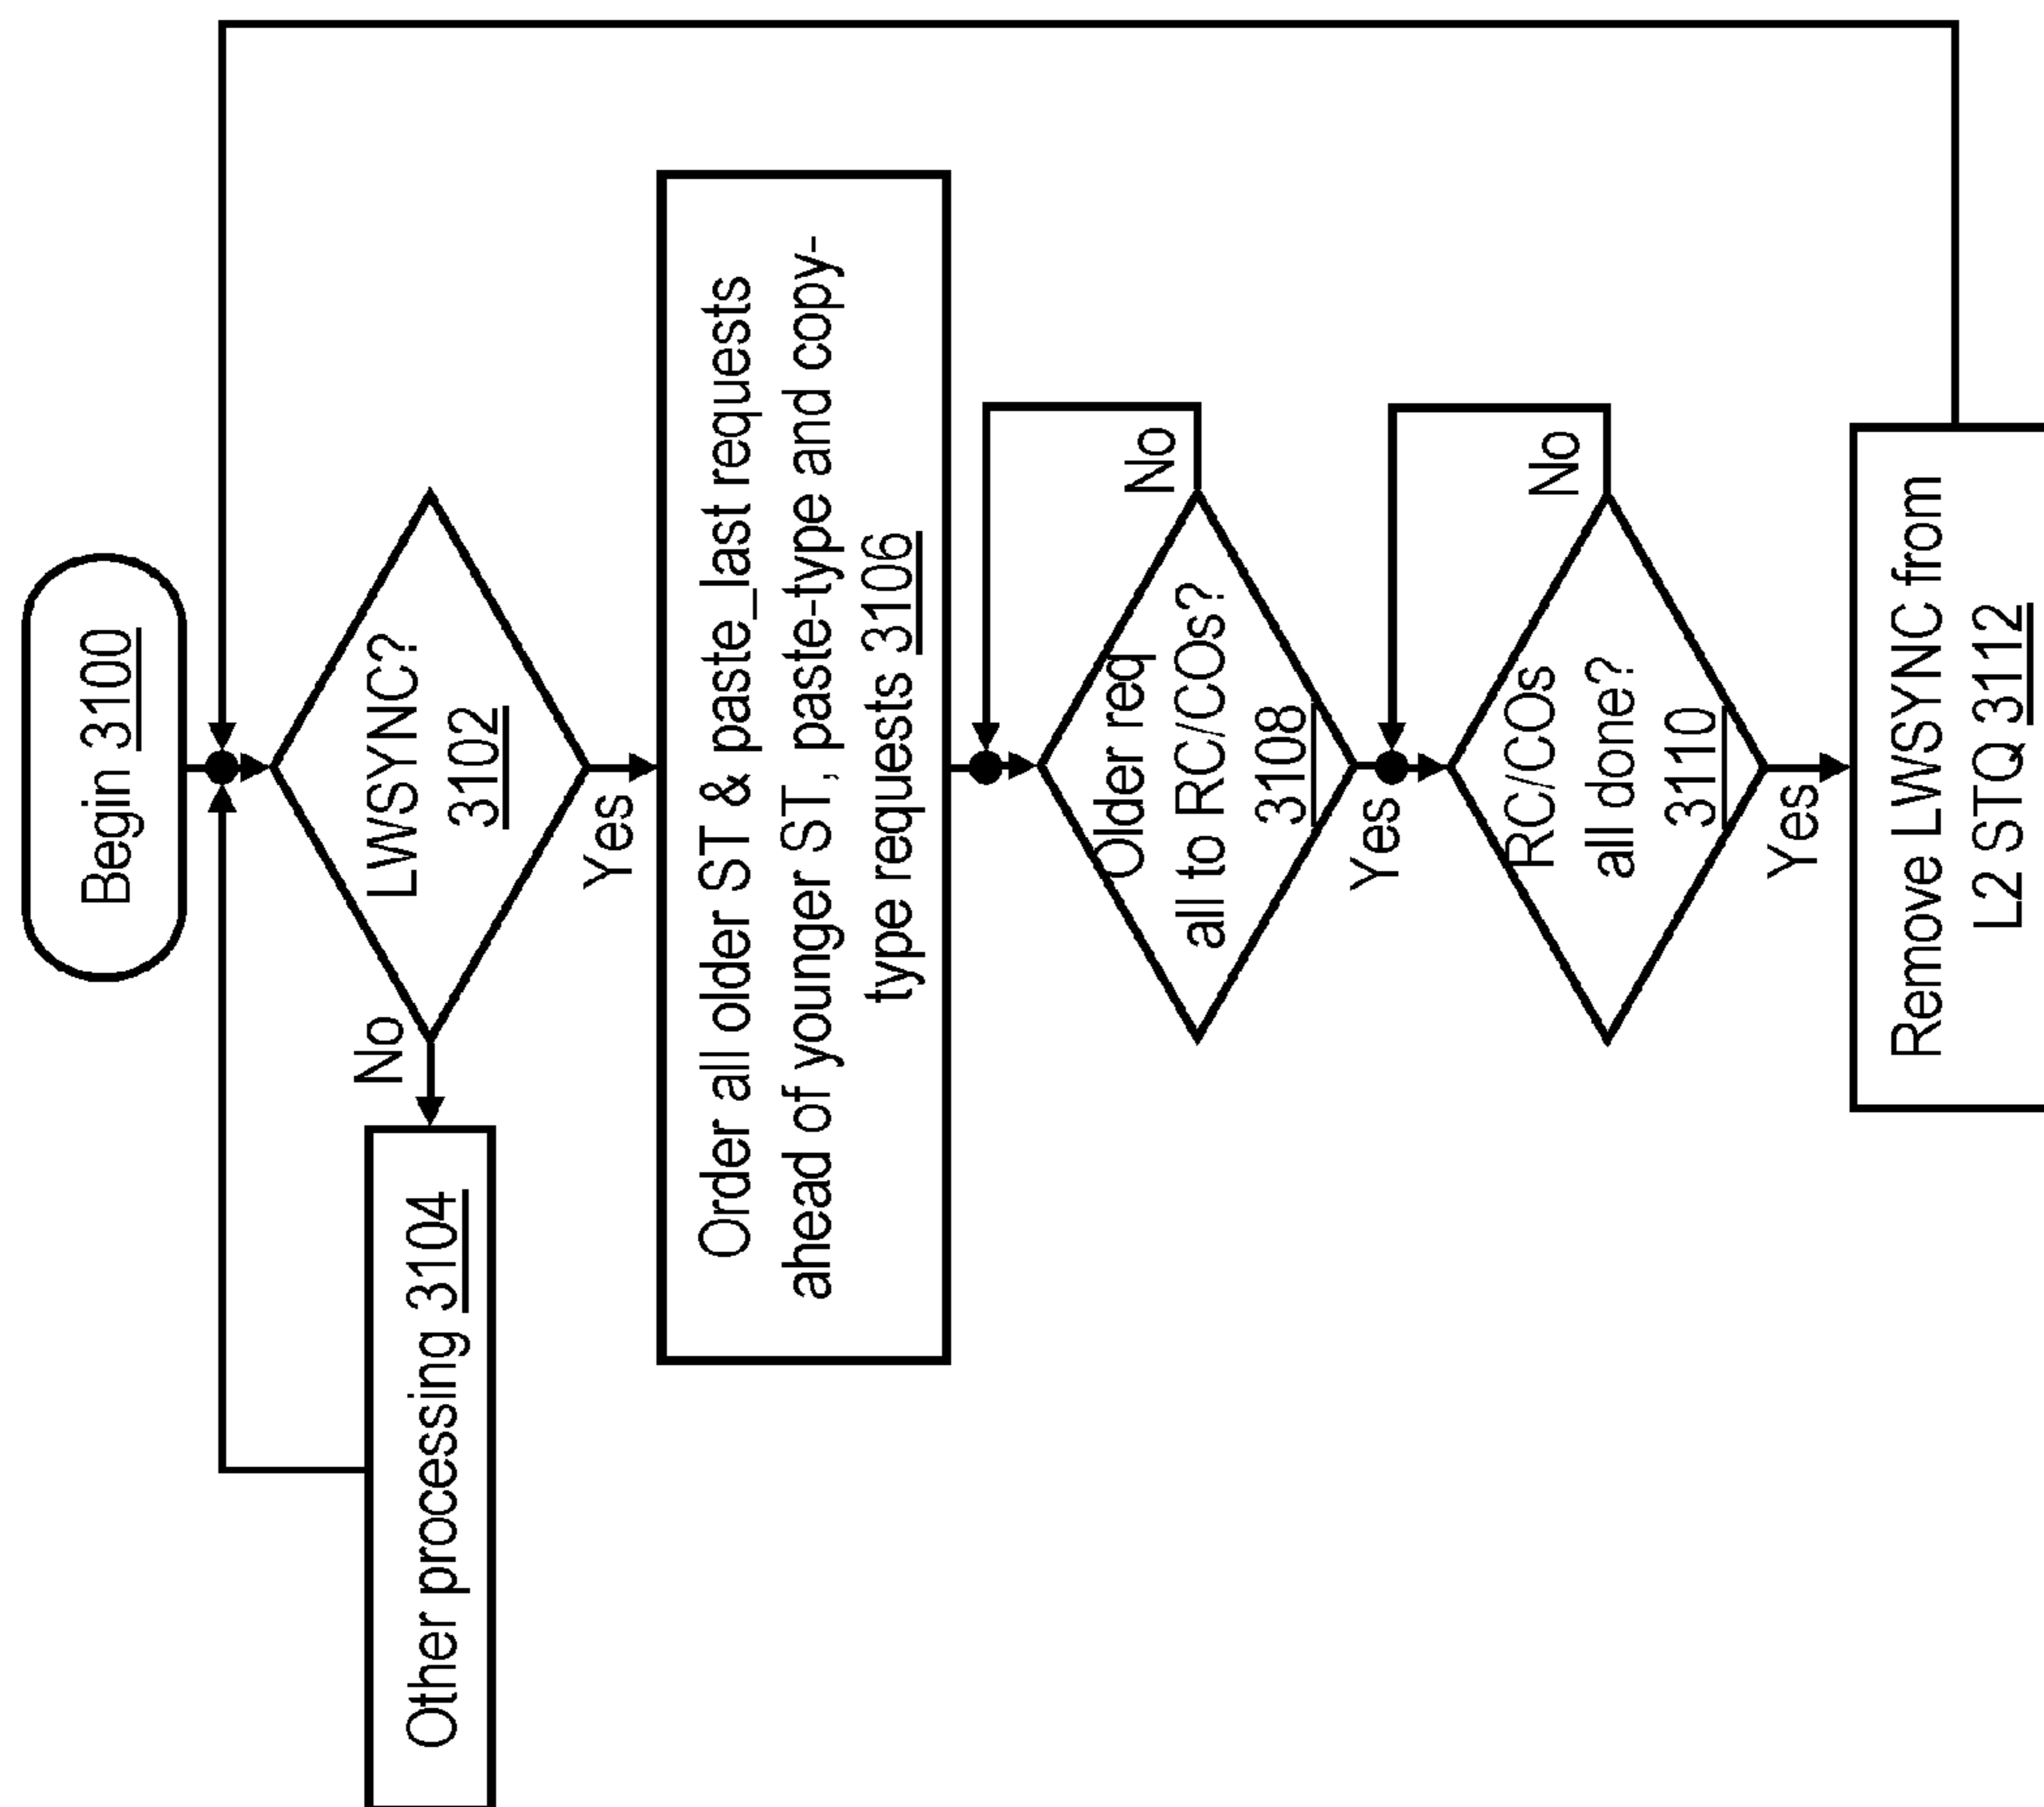 Begin 3100
LWSYNC?
3102
No
Other processing 3104
Yes
Order all older ST & paste_last requests
ahead of younger ST, paste-type and copy-
type requests 3106
Older red
all to RC/COs?
3108
No
Yes
RC/COs
all done?
3110
No
Yes
Remove LWSYNC from
L2 STQ 3112